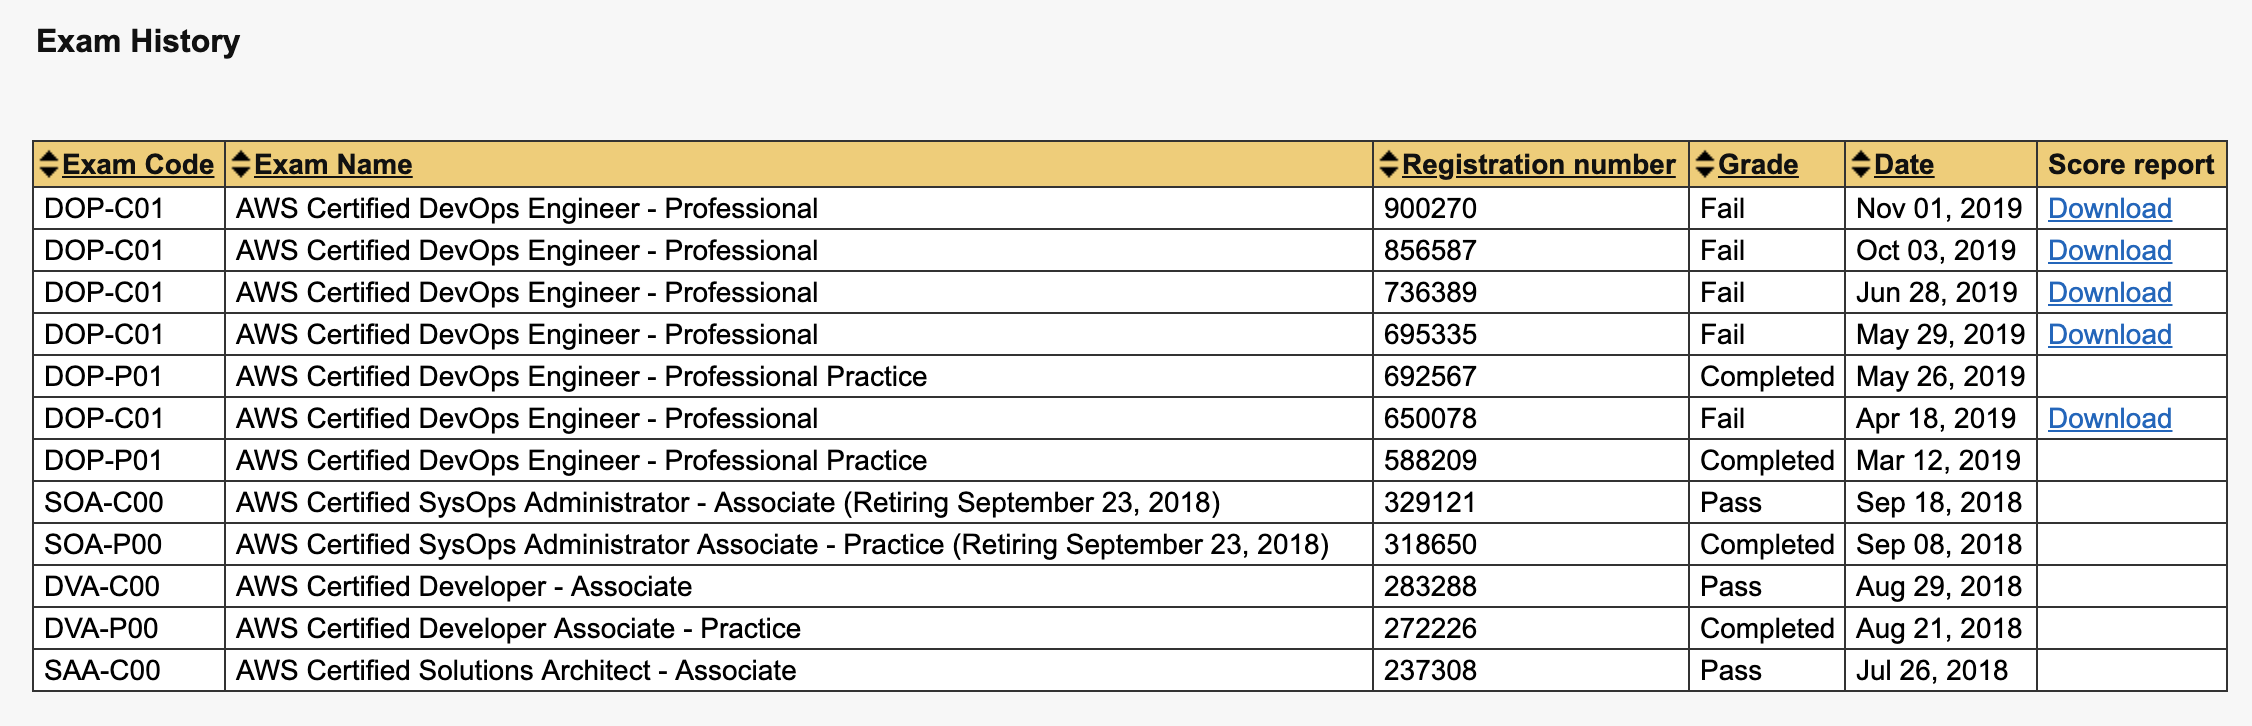 Exam History
Exam Code Exam Name Registration number Grade Date Score report
DOP-C01 AWS Certified DevOps Engineer - Professional 900270 Fail Nov 01, 2019 Download
DOP-C01 AWS Certified DevOps Engineer - Professional 856587 Fail Oct 03, 2019 Download
DOP-C01 AWS Certified DevOps Engineer - Professional 736389 Fail Jun 28, 2019 Download
DOP-C01 AWS Certified DevOps Engineer - Professional 695335 Fail May 29, 2019 Download
DOP-P01 AWS Certified DevOps Engineer - Professional Practice 692567 Completed May 26, 2019
DOP-C01 AWS Certified DevOps Engineer - Professional 650078 Fail Apr 18, 2019 Download
DOP-P01 AWS Certified DevOps Engineer - Professional Practice 588209 Completed Mar 12, 2019
SOA-C00 AWS Certified SysOps Administrator - Associate (Retiring September 23, 2018) 329121 Pass Sep 18, 2018
SOA-P00 AWS Certified SysOps Administrator Associate - Practice (Retiring September 23, 2018) 318650 Completed Sep 08, 2018
DVA-C00 AWS Certified Developer - Associate 283288 Pass Aug 29, 2018
DVA-P00 AWS Certified Developer Associate - Practice 272226 Completed Aug 21, 2018
SAA-C00 AWS Certified Solutions Architect - Associate 237308 Pass Jul 26, 2018